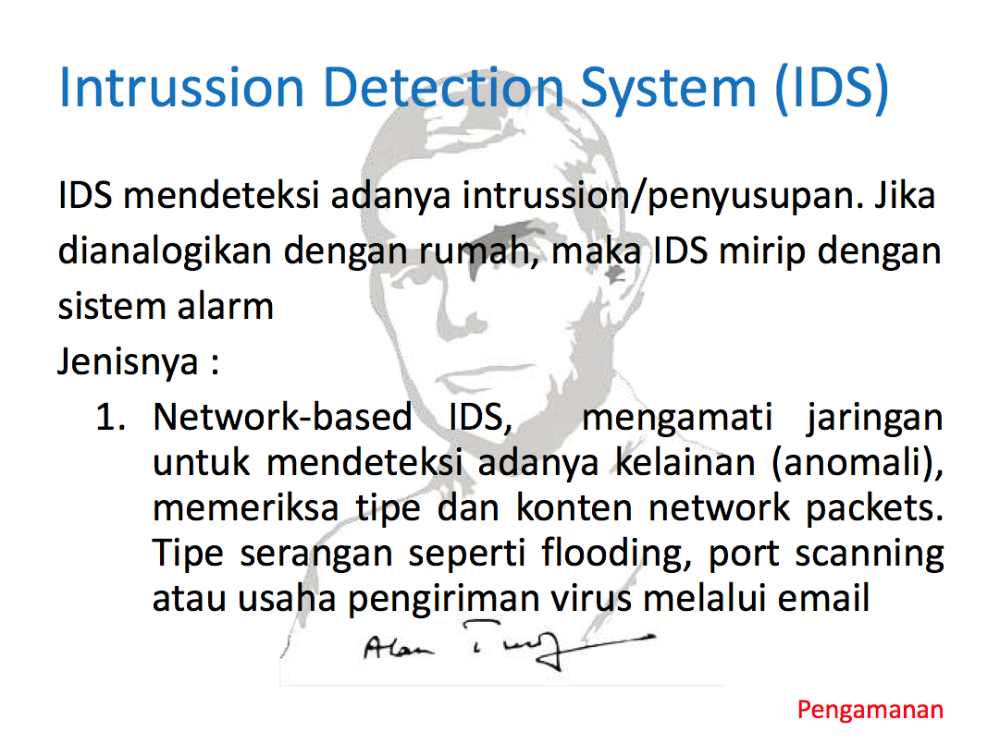 Intrussion Detection System (IDS)
IDS mendeteksi adanya intrussion/penyusupan. Jika
dianalogikan dengan rumah, maka IDS mirip dengan
sistem alarm
Jenisnya :
1. Network-based IDS, mengamati jaringan
untuk mendeteksi adanya kelainan (anomali),
memeriksa tipe dan konten network packets.
Tipe serangan seperti flooding, port scanning
atau usaha pengiriman virus melalui email
Alan Turing
Pengamanan